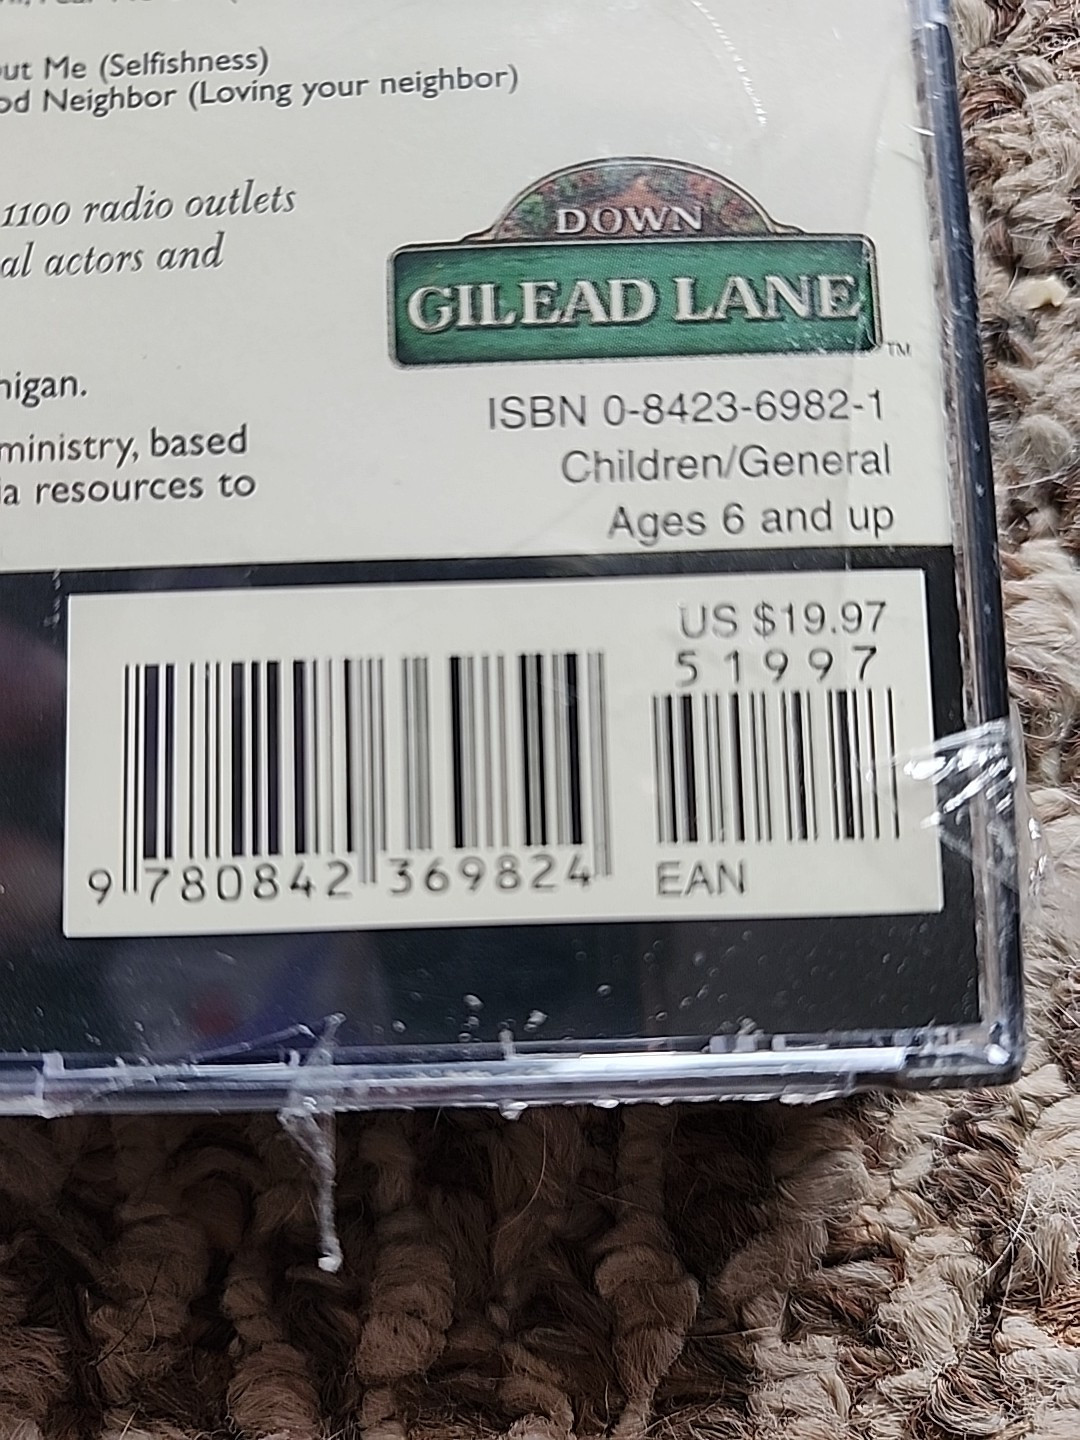 ut Me (Selfishness)
od Neighbor (Loving your neighbor)
1100 radio outlets
al actors and
DOWN
GILEAD LANE
TM
higan.
ministry, based
ia resources to
ISBN 0-8423-6982-1
Children/General
Ages 6 and up
US $19.97
51997
9 780842 369824
EAN